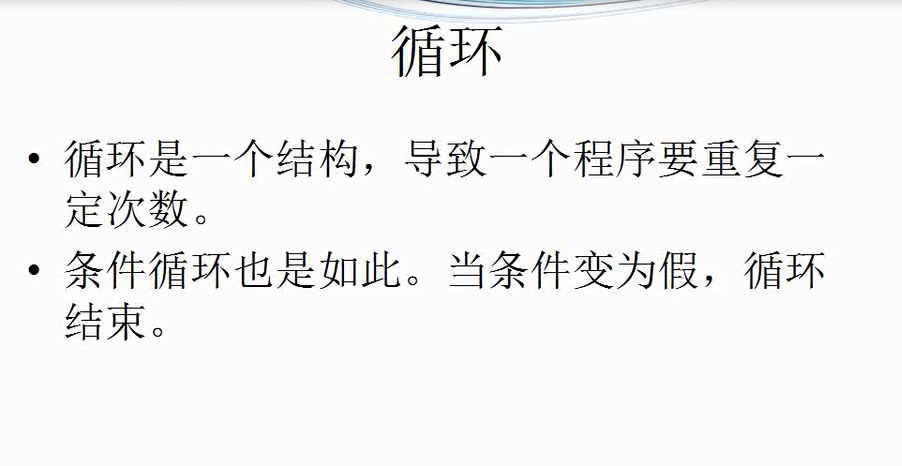 循环
• 循环是一个结构，导致一个程序要重复一
定次数。
• 条件循环也是如此。当条件变为假，循环
结束。